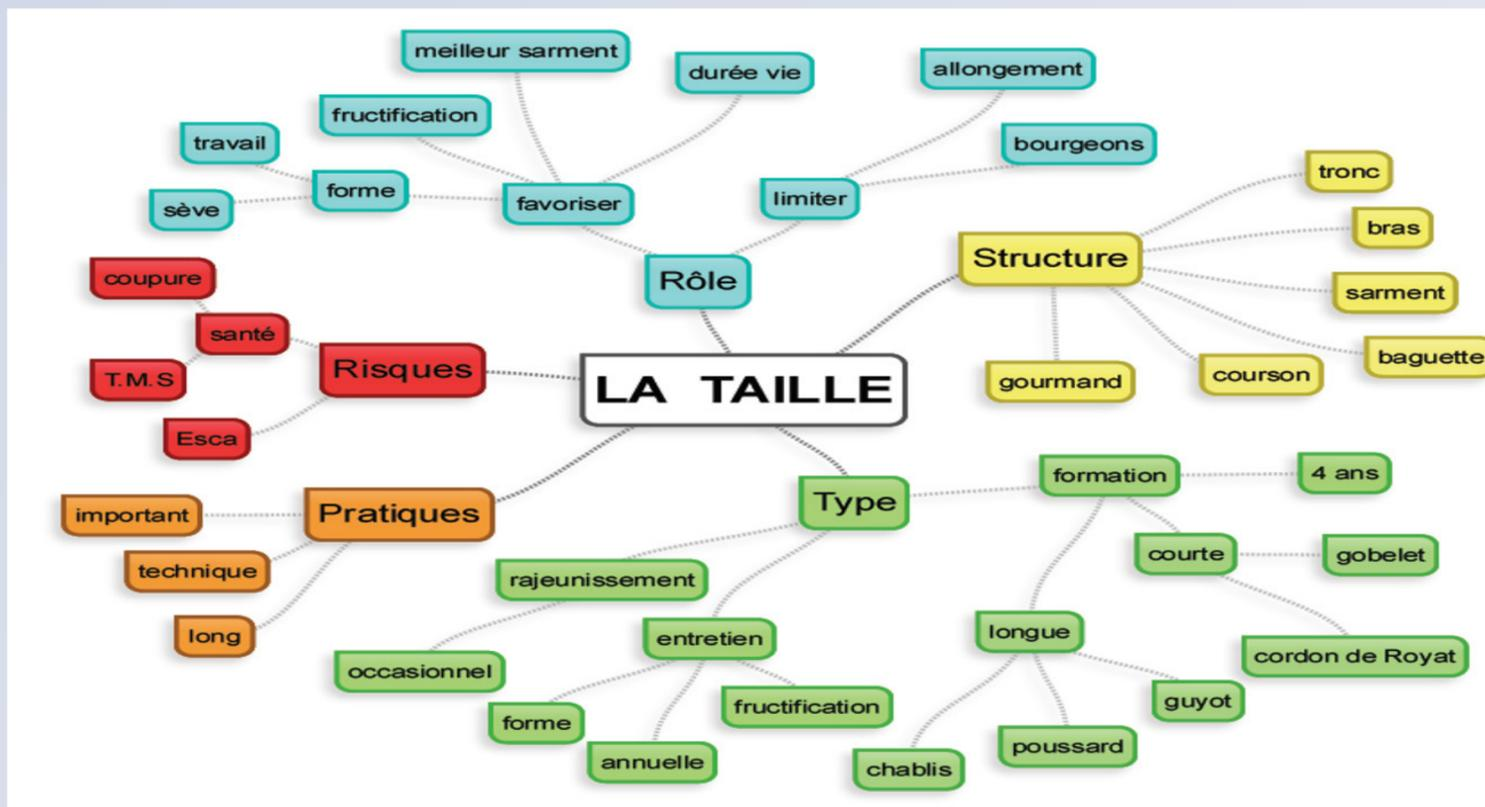 meilleur sarment
durée vie
allongement
fructification
travail
bourgeons
tronc
forme
sève
favoriser
limiter
bras
Structure
coupure
Rôle
sarment
santé
baguette
Risques
T.M.S
LA TAILLE
gourmand
courson
Esca
formation
4 ans
Type
important
Pratiques
courte
gobelet
technique
rajeunissement
long
entretien
longue
cordon de Royat
occasionnel
guyot
forme
fructification
poussard
annuelle
chablis